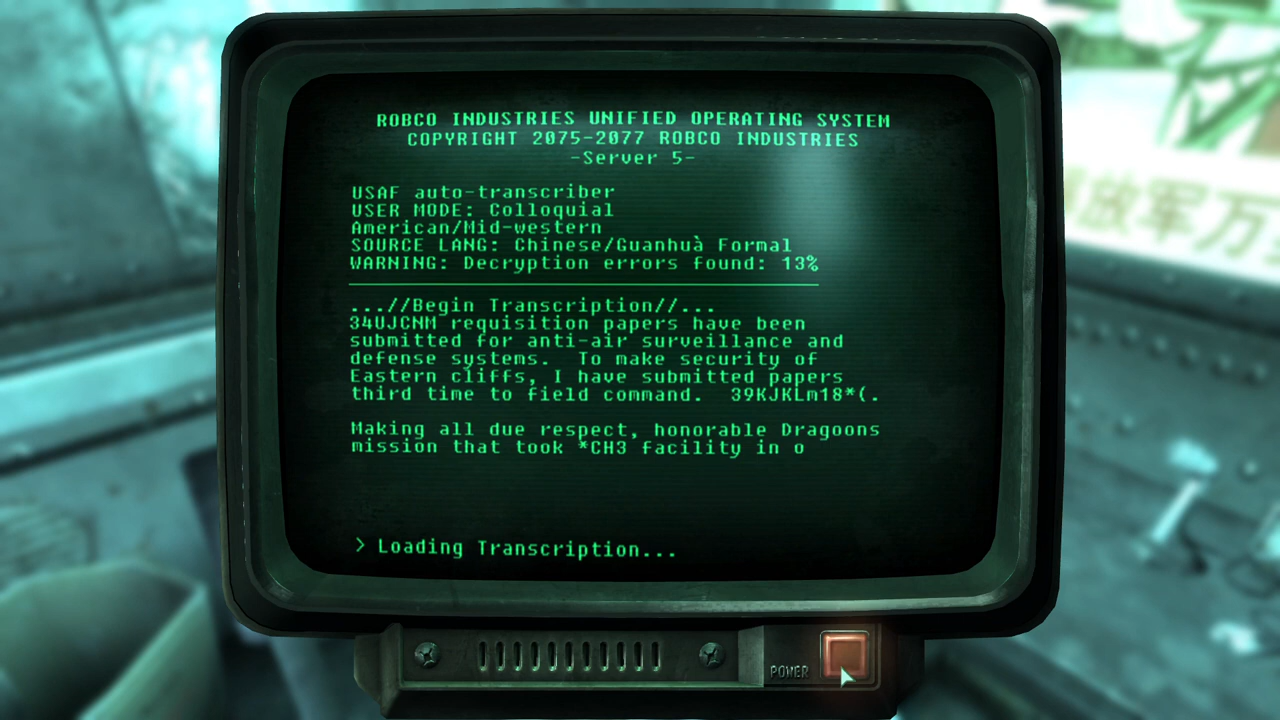 ROBCO INDUSTRIES UNIFIED OPERATING SYSTEM
COPYRIGHT 2075-2077 ROBCO INDUSTRIES
-Server 5-
USAF auto-transcriber
USER MODE: Colloquial
American/Mid-western
SOURCE LANG: Chinese/Guanhuà Formal
WARNING: Decryption errors found: 13%
...//Begin Transcription//...
34UJCNM requisition papers have been
submitted for anti-air surveillance and
defense systems.  To make security of
Eastern cliffs, I have submitted papers
third time to field command.  39KJKLm18*(.
Making all due respect, honorable Dragoons
mission that took *CH3 facility in o
> Loading Transcription...
POWER
放军万